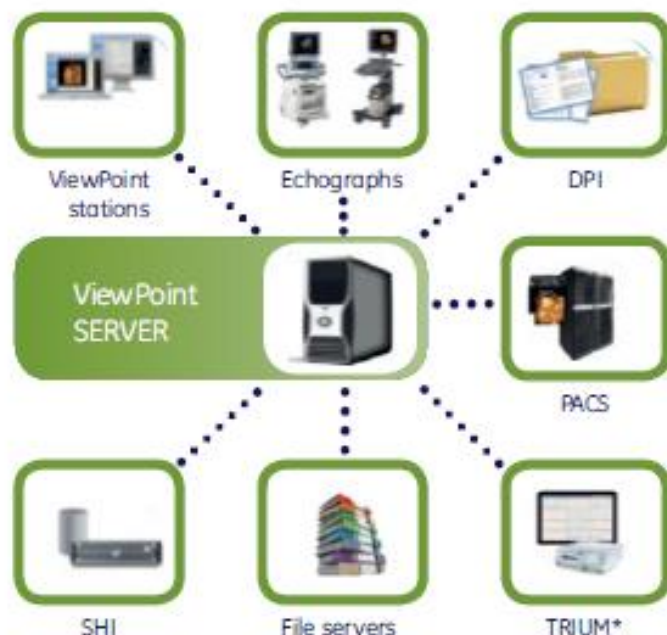 ViewPoint
stations
Echographs
DPI
ViewPoint
SERVER
PACS
SHI
File servers
TRIUM*